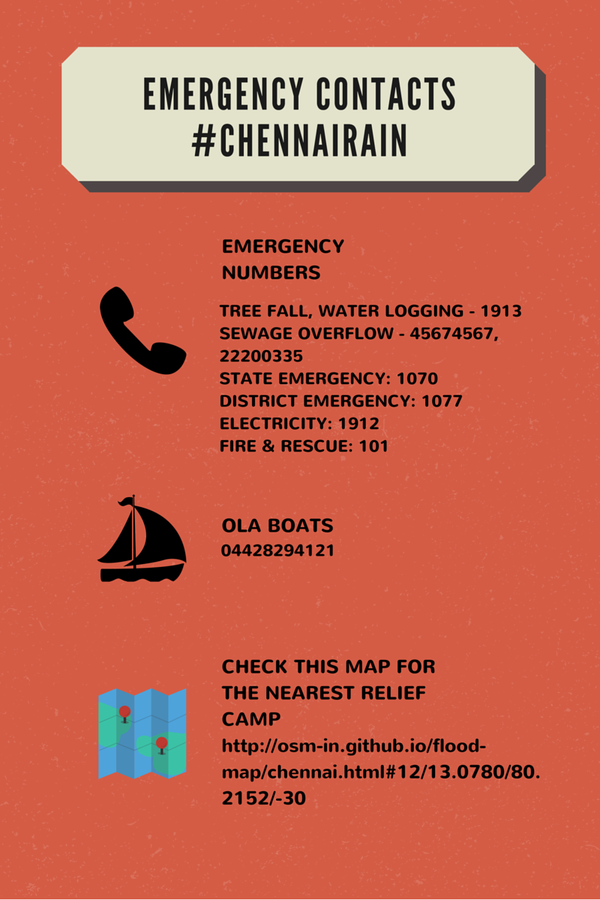 EMERGENCY CONTACTS
#CHENNAIRAIN
EMERGENCY
NUMBERS
TREE FALL, WATER LOGGING - 1913
SEWAGE OVERFLOW - 45674567,
22200335
STATE EMERGENCY: 1070
DISTRICT EMERGENCY: 1077
ELECTRICITY: 1912
FIRE & RESCUE: 101
OLA BOATS
04428294121
CHECK THIS MAP FOR
THE NEAREST RELIEF
CAMP
http://osm-in.github.io/flood-
map/chennai.html#12/13.0780/80.
2152/-30